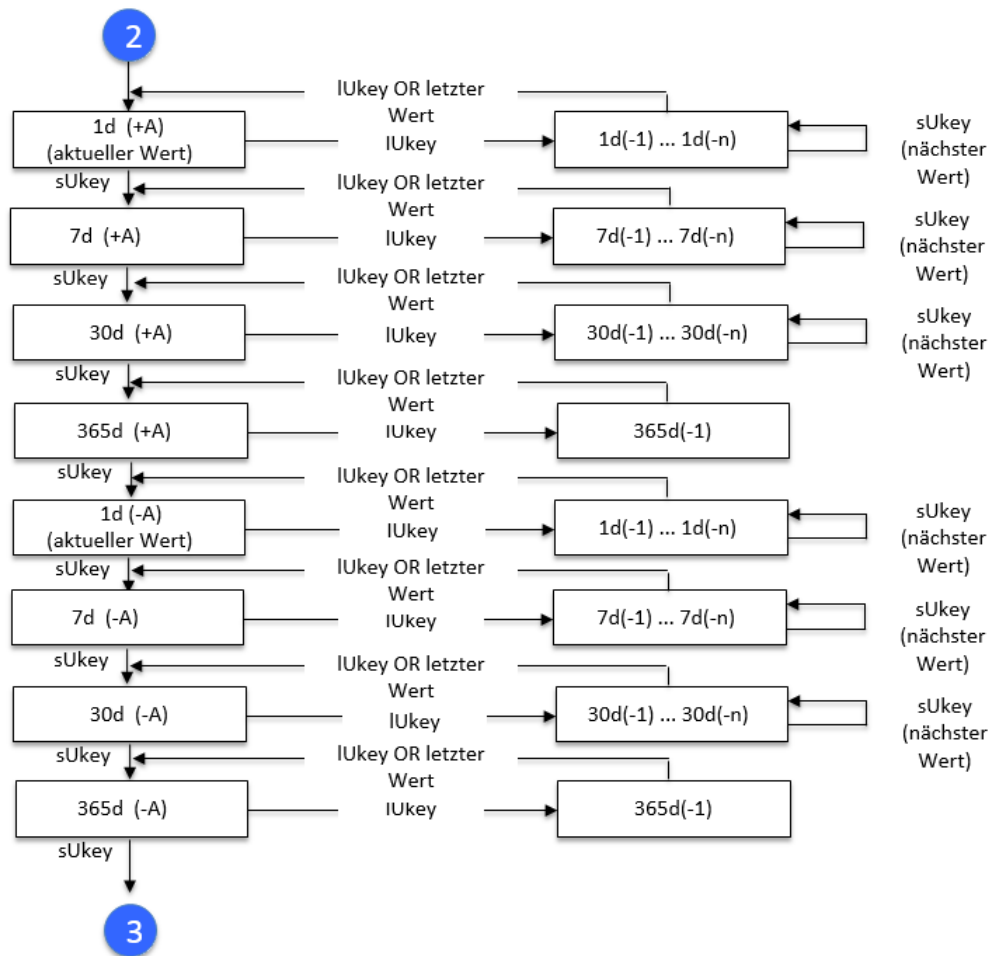 2
lUkey OR letzter
Wert
1d  (+A)
(aktueller Wert)
lUkey
1d(-1) ... 1d(-n)
sUkey
(nächster
Wert)
sUkey
lUkey OR letzter
Wert
7d  (+A)
lUkey
7d(-1) ... 7d(-n)
sUkey
(nächster
Wert)
sUkey
lUkey OR letzter
Wert
30d  (+A)
lUkey
30d(-1) ... 30d(-n)
sUkey
(nächster
Wert)
sUkey
lUkey OR letzter
Wert
365d  (+A)
lUkey
365d(-1)
sUkey
lUkey OR letzter
Wert
1d (-A)
(aktueller Wert)
lUkey
1d(-1) ... 1d(-n)
sUkey
(nächster
Wert)
sUkey
lUkey OR letzter
Wert
7d  (-A)
lUkey
7d(-1) ... 7d(-n)
sUkey
(nächster
Wert)
sUkey
lUkey OR letzter
Wert
30d  (-A)
lUkey
30d(-1) ... 30d(-n)
sUkey
(nächster
Wert)
sUkey
lUkey OR letzter
Wert
365d  (-A)
lUkey
365d(-1)
sUkey
3